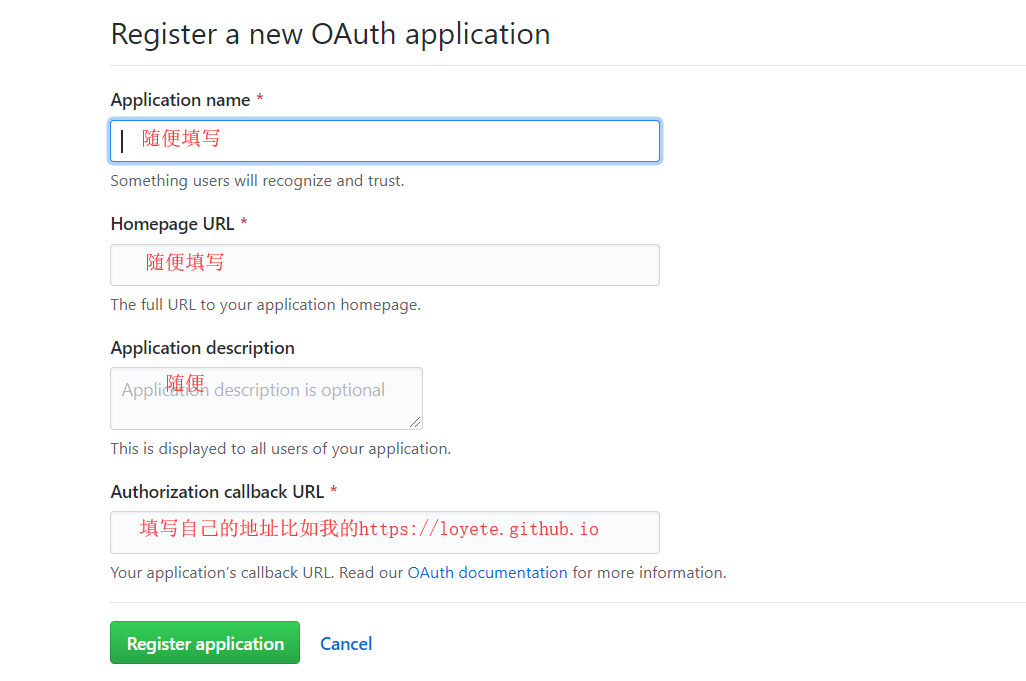 Register a new OAuth application
Application name *
随便填写
Something users will recognize and trust.
Homepage URL *
随便填写
The full URL to your application homepage.
Application description
随便
Application description is optional
This is displayed to all users of your application.
Authorization callback URL *
填写自己的地址比如我的https://loyete.github.io
Your application's callback URL. Read our OAuth documentation for more information.
Register application Cancel